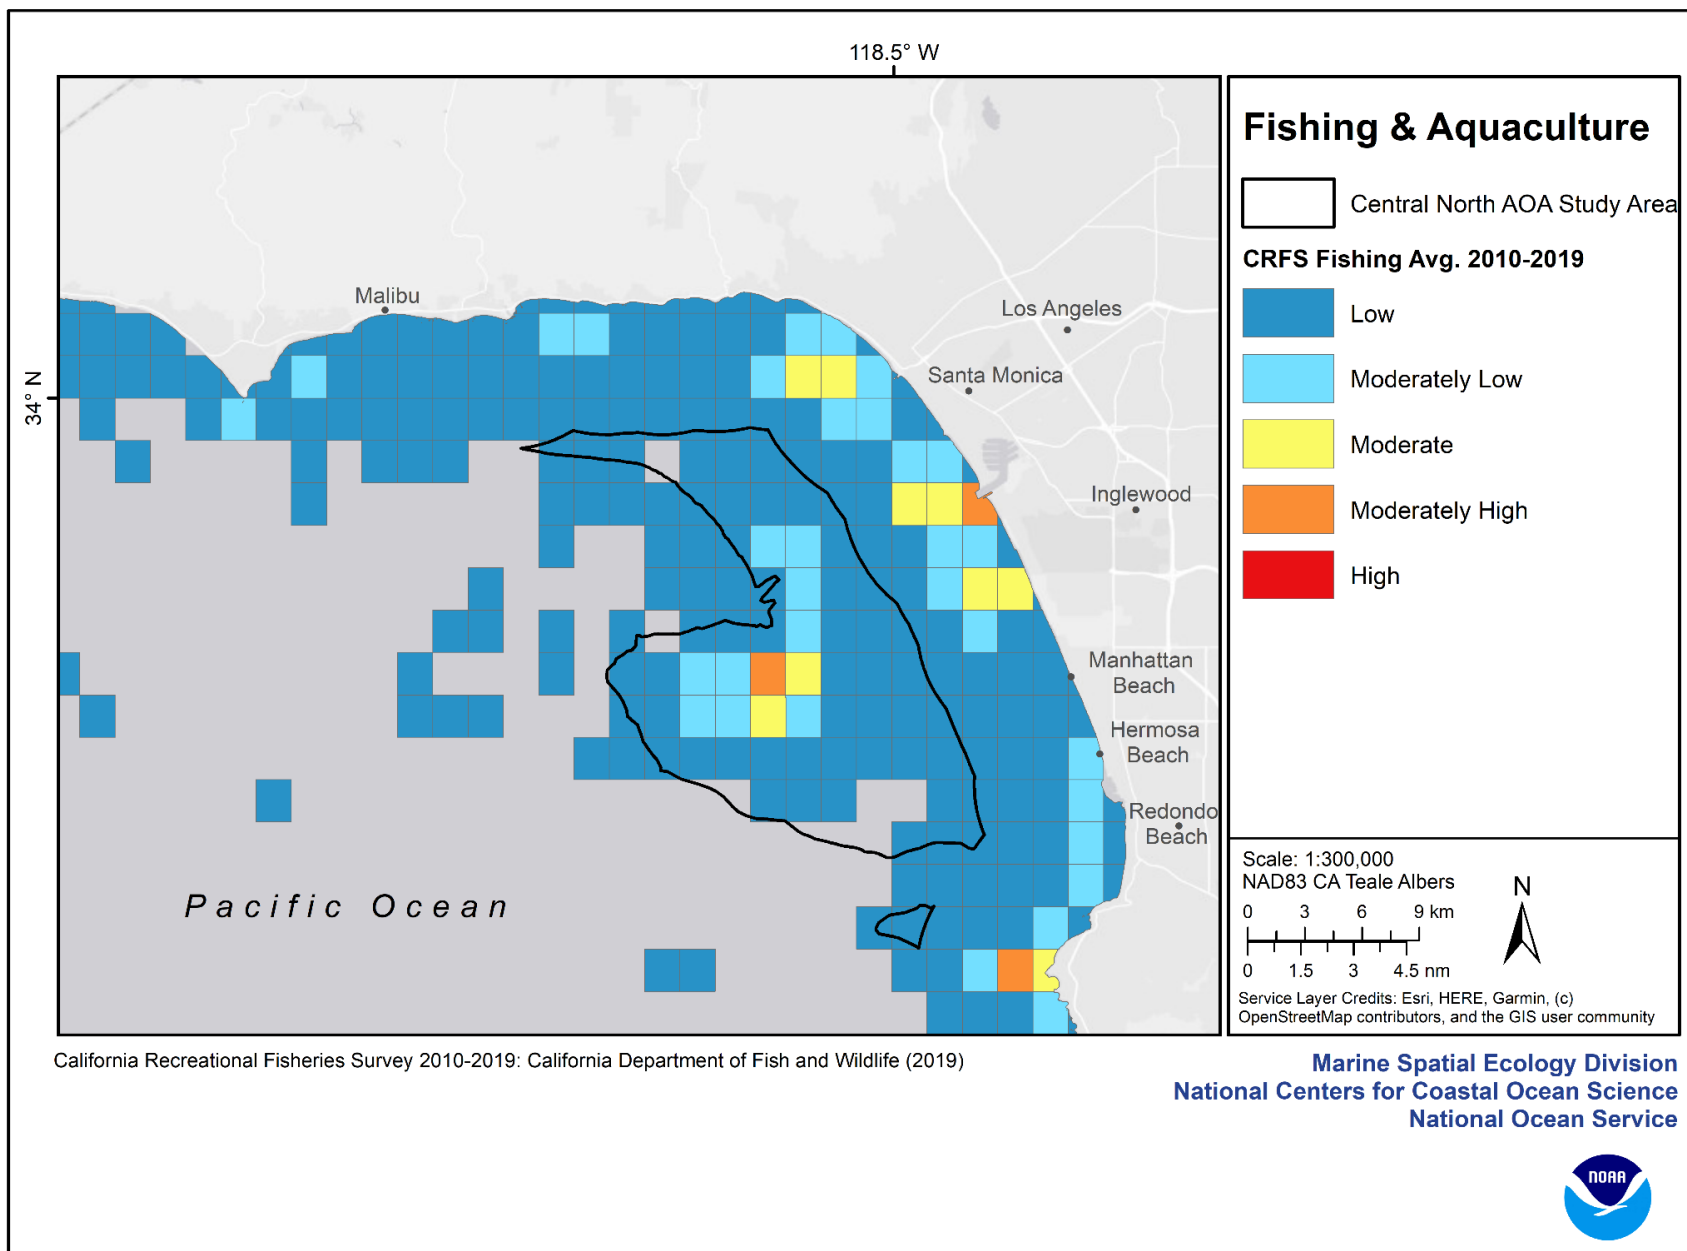 118.5° W
34° N
Malibu
Los Angeles
Santa Monica
Inglewood
Manhattan
Beach
Hermosa
Beach
Redondo
Beach
Pacific Ocean
Fishing & Aquaculture
Central North AOA Study Area
CRFS Fishing Avg. 2010-2019
Low
Moderately Low
Moderate
Moderately High
High
Scale: 1:300,000
NAD83 CA Teale Albers
0 3 6 9 km
0 1.5 3 4.5 nm
N
Service Layer Credits: Esri, HERE, Garmin, (c)
OpenStreetMap contributors, and the GIS user community
California Recreational Fisheries Survey 2010-2019: California Department of Fish and Wildlife (2019)
Marine Spatial Ecology Division
National Centers for Coastal Ocean Science
National Ocean Service
NOAA